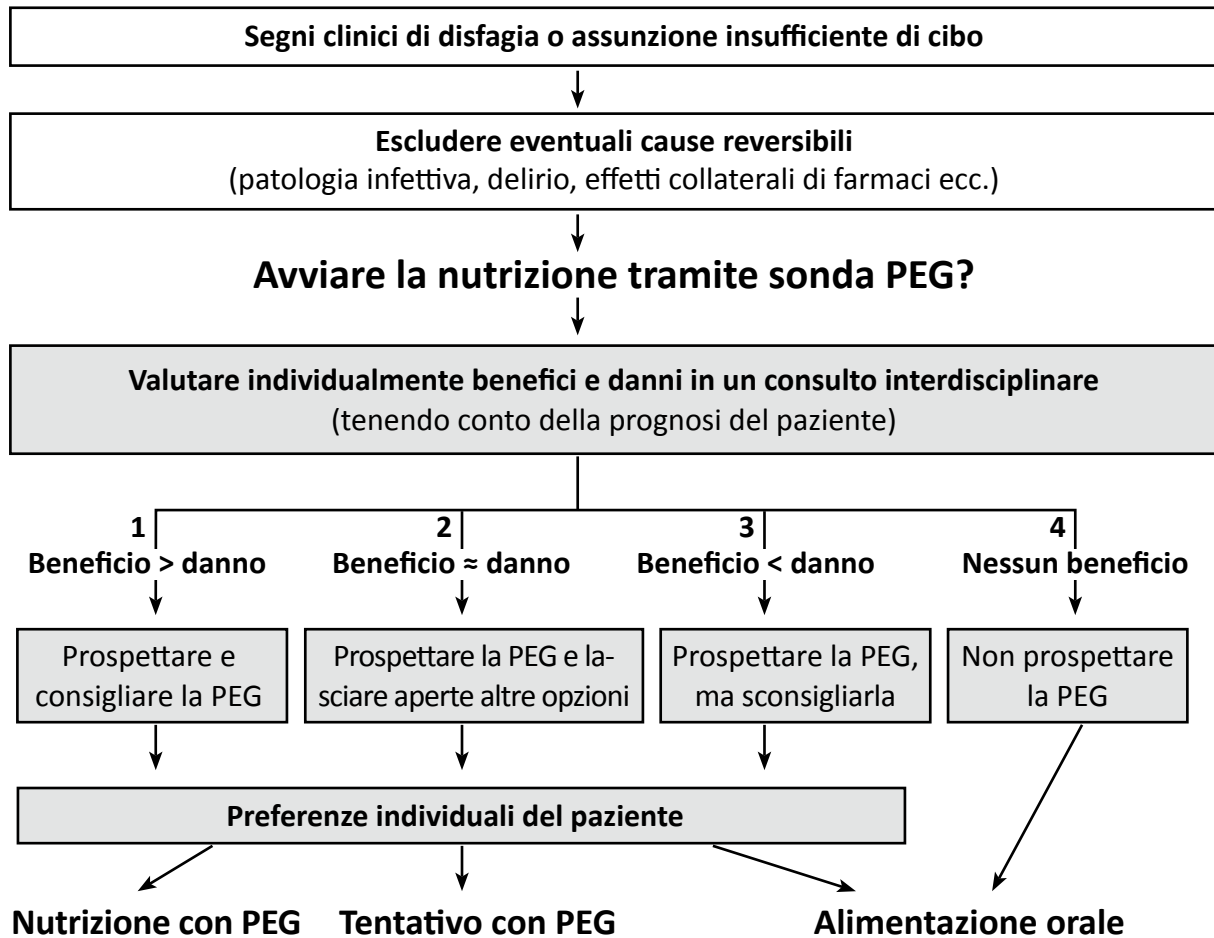 Segni clinici di disfagia o assunzione insufficiente di cibo
Escludere eventuali cause reversibili
(patologia infettiva, delirio, effetti collaterali di farmaci ecc.)
Avviare la nutrizione tramite sonda PEG?
Valutare individualmente benefici e danni in un consulto interdisciplinare
(tenendo conto della prognosi del paziente)
1
Beneficio > danno
2
Beneficio ≈ danno
3
Beneficio < danno
4
Nessun beneficio
Prospettare e
consigliare la PEG
Prospettare la PEG e la-
sciare aperte altre opzioni
Prospettare la PEG,
ma sconsigliarla
Non prospettare
la PEG
Preferenze individuali del paziente
Nutrizione con PEG
Tentativo con PEG
Alimentazione orale